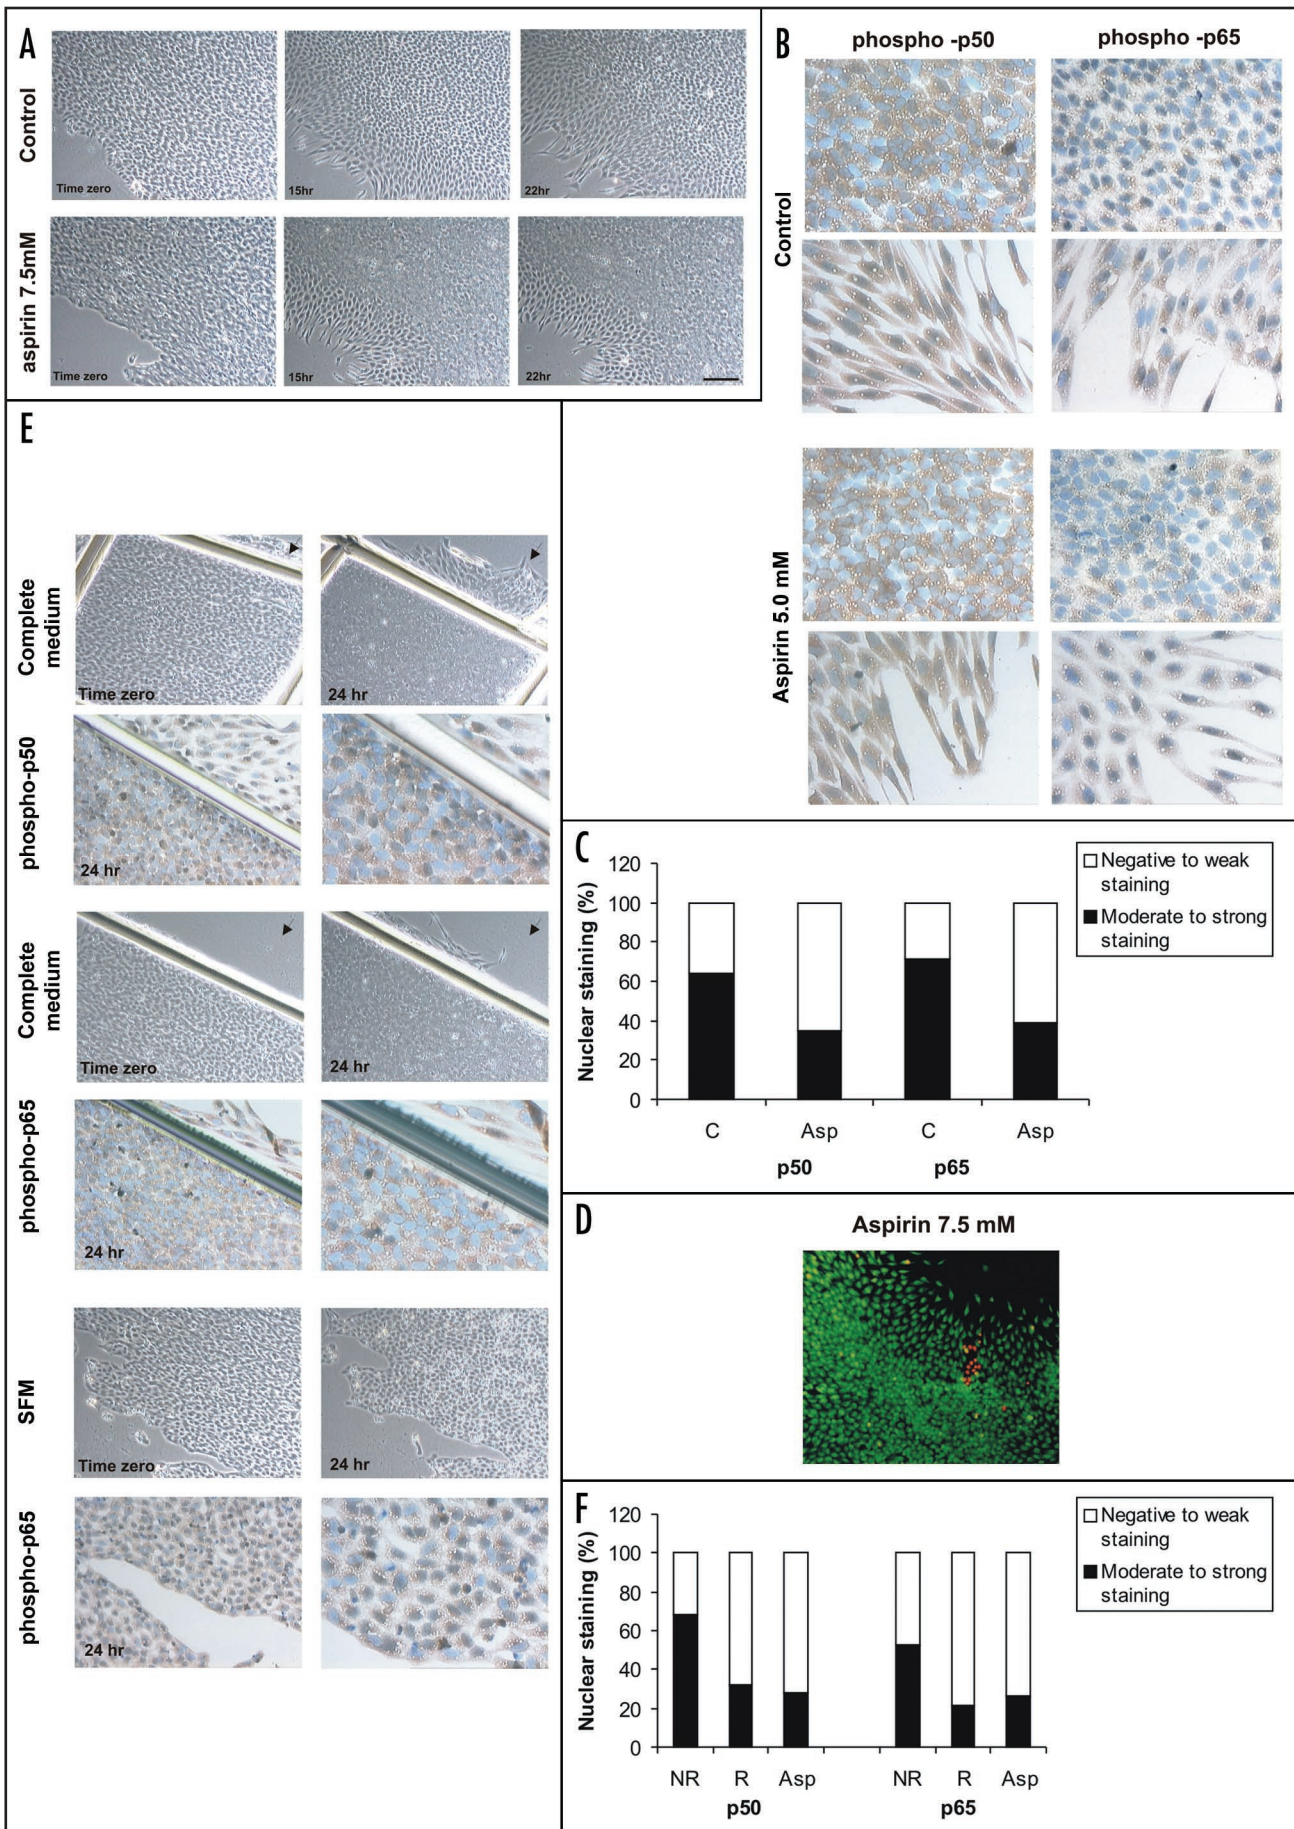 A
Control
Time zero
15hr
22hr
aspirin 7.5mM
Time zero
15hr
22hr
B
phospho -p50
phospho -p65
Control
Aspirin 5.0 mM
C
120
100
80
60
40
20
0
Nuclear staining (%)
C
Asp
C
Asp
p50
p65
Negative to weak
staining
Moderate to strong
staining
D
Aspirin 7.5 mM
E
Complete
medium
Time zero
24 hr
phospho-p50
24 hr
Complete
medium
Time zero
24 hr
phospho-p65
24 hr
SFM
Time zero
24 hr
phospho-p65
24 hr
F
120
100
80
60
40
20
0
Nuclear staining (%)
NR
R
Asp
NR
R
Asp
p50
p65
Negative to weak
staining
Moderate to strong
staining